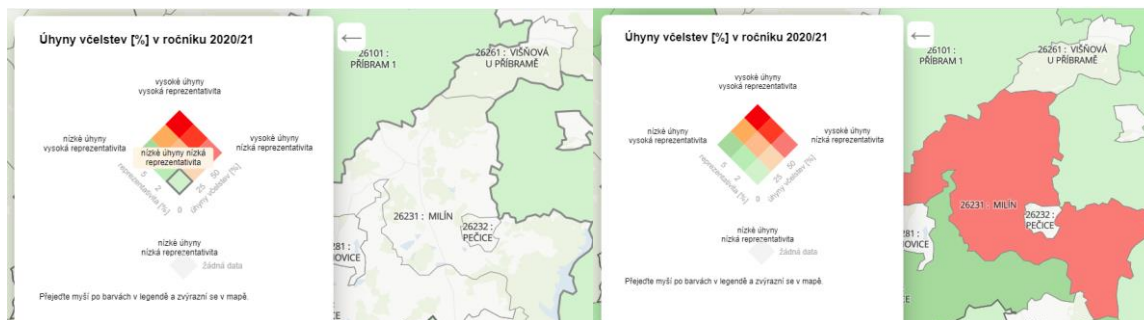 Úhyny včelstev [%] v ročníku 2020/21
vysoké úhyny
vysoká reprezentativita
nízké úhyny
vysoká reprezentativita
vysoké úhyny
nízká reprezentativita
nízké úhyny nízká
reprezentativita
5
2
0
25
50
reprezentativita [%]
úhyny včelstev [%]
nízké úhyny
nízká reprezentativita
žádná data
Přejeďte myší po barvách v legendě a zvýrazní se v mapě.
←
26101 :
PŘÍBRAM 1
26261 : VIŠŇOVÁ
U PŘÍBRAMĚ
26231 : MILÍN
26232 :
PEČICE
281 :
HOVICE
Úhyny včelstev [%] v ročníku 2020/21
vysoké úhyny
vysoká reprezentativita
nízké úhyny
vysoká reprezentativita
vysoké úhyny
nízká reprezentativita
5
2
0
25
50
reprezentativita [%]
úhyny včelstev [%]
nízké úhyny
nízká reprezentativita
žádná data
Přejeďte myší po barvách v legendě a zvýrazní se v mapě.
←
26101 :
PŘÍBRAM 1
26261 : VIŠŇOVÁ
U PŘÍBRAMĚ
26231 : MILÍN
26232 :
PEČICE
281 :
HOVICE
CE